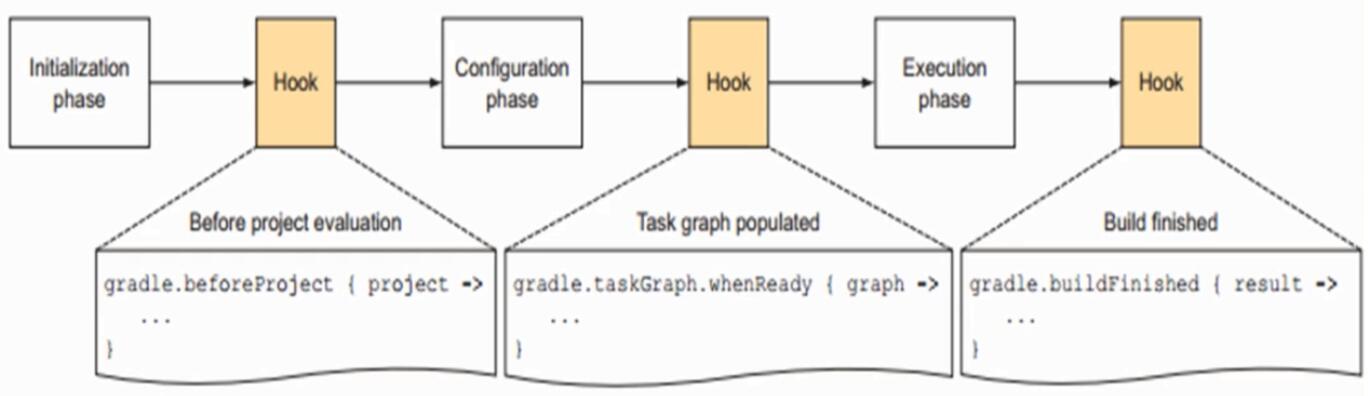 Initialization
phase
Hook
Configuration
phase
Hook
Execution
phase
Hook
Before project evaluation
Task graph populated
Build finished
gradle.beforeProject { project ->
...
}
gradle.taskGraph.whenReady { graph ->
...
}
gradle.buildFinished { result ->
...
}